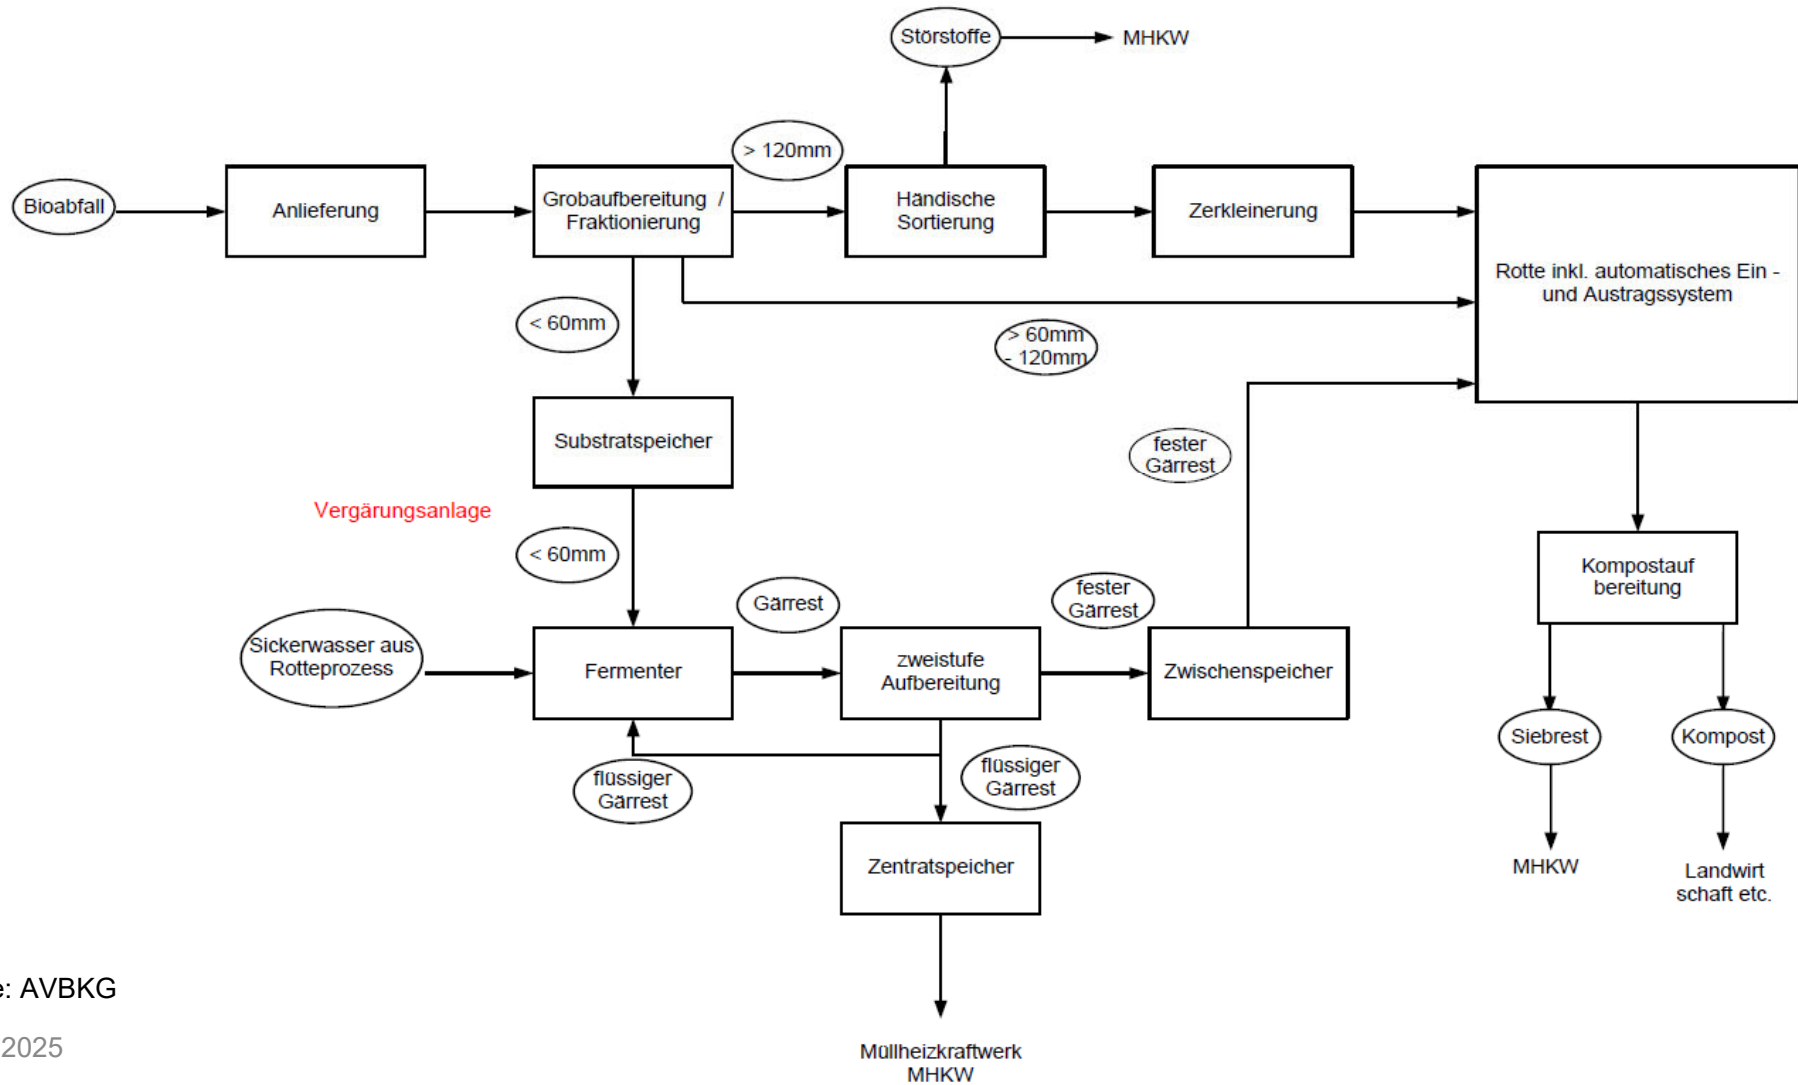 Störstoffe
MHKW
> 120mm
Bioabfall
Anlieferung
Grobaufbereitung /
Fraktionierung
Händische
Sortierung
Zerkleinerung
Rotte inkl. automatisches Ein -
und Austragssystem
< 60mm
> 60mm
- 120mm
Substratspeicher
fester
Gärrest
Vergärungsanlage
< 60mm
Kompostauf
bereitung
Gärrest
fester
Gärrest
Sickerwasser aus
Rotteprozess
Fermenter
zweistufe
Aufbereitung
Zwischenspeicher
Siebrest
Kompost
flüssiger
Gärrest
flüssiger
Gärrest
Zentratspeicher
MHKW
Landwirt
schaft etc.
e: AVBKG
2025
Müllheizkraftwerk
MHKW